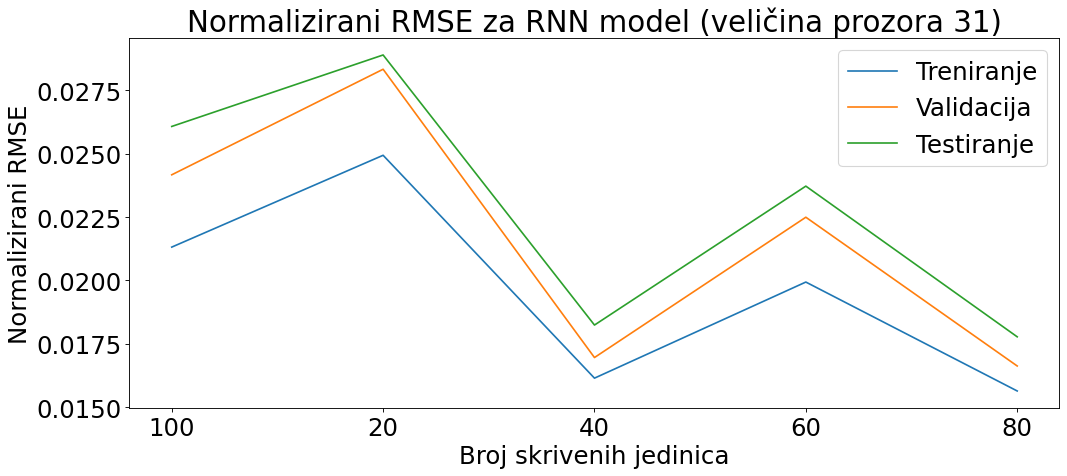 Normalizirani RMSE za RNN model (veličina prozora 31)
Treniranje
Validacija
Testiranje
Normalizirani RMSE
0.0275
0.0250
0.0225
0.0200
0.0175
0.0150
100 20 40 60 80
Broj skrivenih jedinica